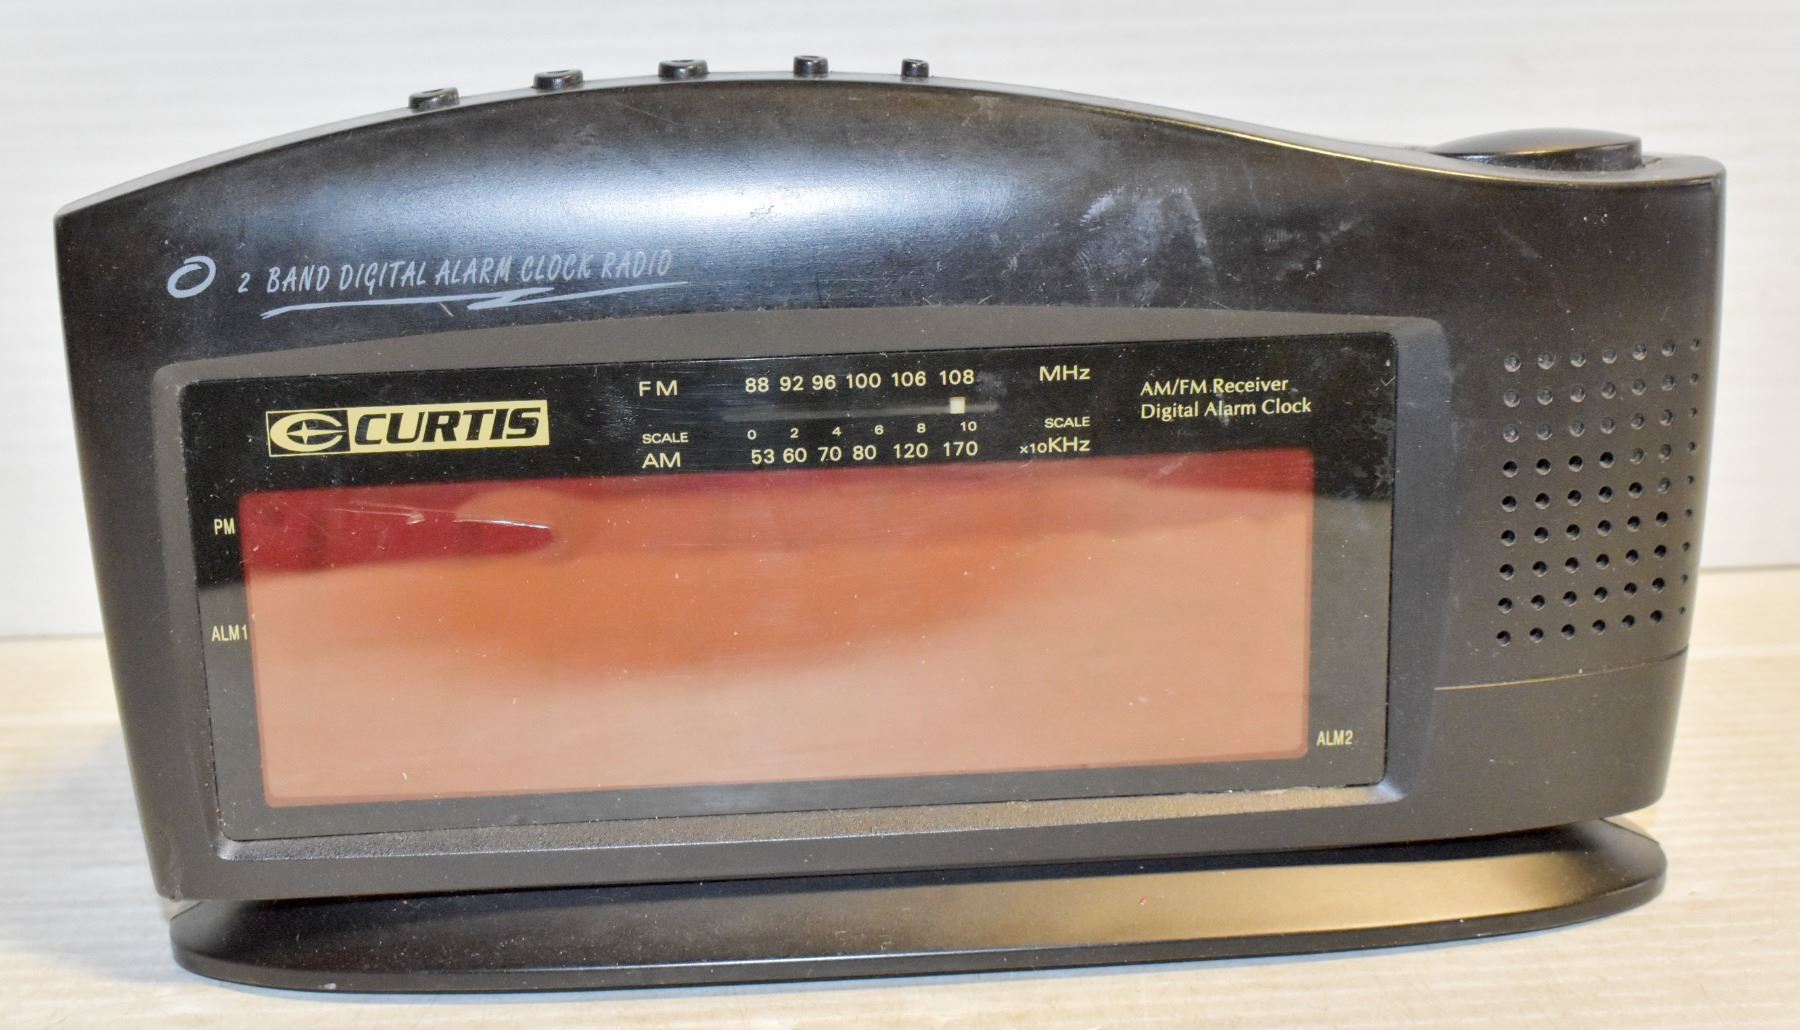 2 BAND DIGITAL ALARM CLOCK RADIO
CURTIS
FM 88 92 96 100 106 108 MHz
SCALE 0 2 4 6 8 10 SCALE
AM 53 60 70 80 120 170 x10KHz
AM/FM Receiver
Digital Alarm Clock
PM
ALM1
ALM2